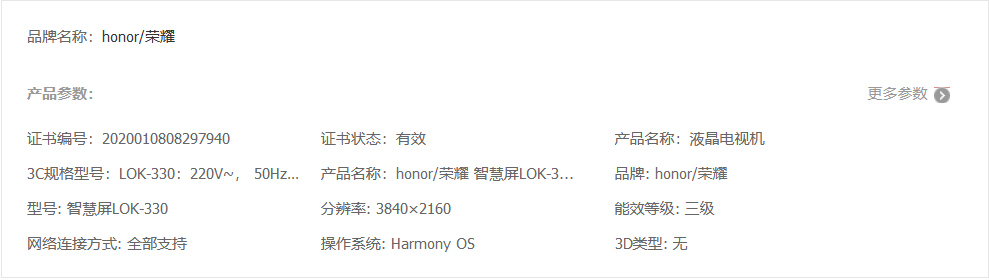 品牌名称：honor/荣耀
产品参数：
更多参数
证书编号：2020010808297940 证书状态：有效 产品名称：液晶电视机
3C规格型号：LOK-330：220V~， 50Hz... 产品名称：honor/荣耀 智慧屏LOK-3... 品牌: honor/荣耀
型号: 智慧屏LOK-330 分辨率: 3840×2160 能效等级: 三级
网络连接方式: 全部支持 操作系统: Harmony OS 3D类型: 无